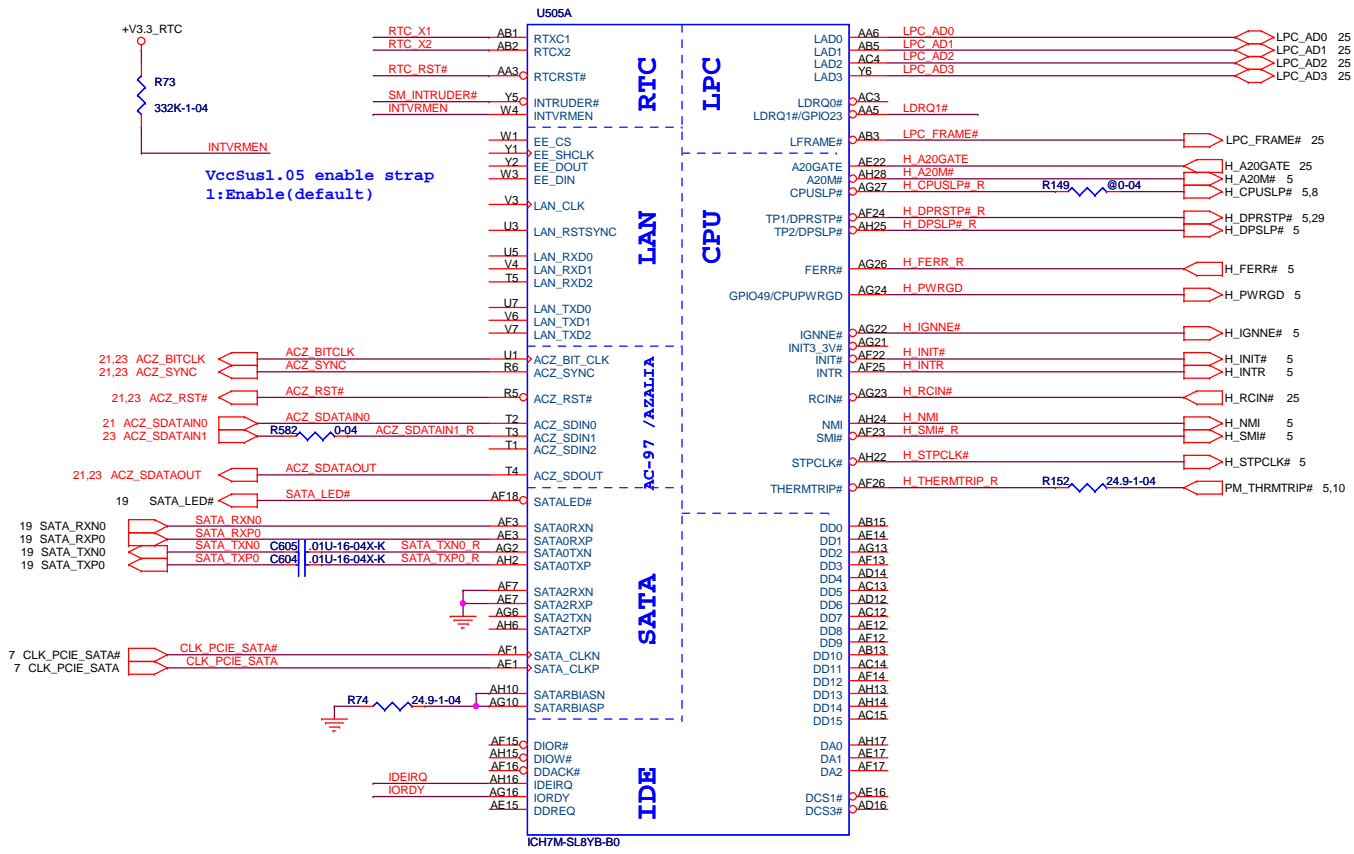 U505A
+V3.3_RTC
R73
332K-1-04
INTVRMEN
VccSus1.05 enable strap
1:Enable(default)
RTC_X1 AB1 RTXC1
RTC_X2 AB2 RTCX2
RTC_RST# AA3 RTCRST#
SM_INTRUDER# Y5 INTRUDER#
INTVRMEN W4 INTVRMEN
RTC
W1 EE_CS
Y1 EE_SHCLK
Y2 EE_DOUT
W3 EE_DIN
V3 LAN_CLK
U3 LAN_RSTSYNC
U5 LAN_RXD0
V4 LAN_RXD1
T5 LAN_RXD2
U7 LAN_TXD0
V6 LAN_TXD1
V7 LAN_TXD2
LAN
21,23 ACZ_BITCLK ACZ_BITCLK U1 ACZ_BIT_CLK
21,23 ACZ_SYNC ACZ_SYNC R6 ACZ_SYNC
21,23 ACZ_RST# ACZ_RST# R5 ACZ_RST#
21 ACZ_SDATAIN0 ACZ_SDATAIN0 T2 ACZ_SDIN0
23 ACZ_SDATAIN1 R582 0-04 ACZ_SDATAIN1_R T3 ACZ_SDIN1
T1 ACZ_SDIN2
21,23 ACZ_SDATAOUT ACZ_SDATAOUT T4 ACZ_SDOUT
AC-97 /AZALIA
19 SATA_LED# SATA_LED# AF18 SATALED#
19 SATA_RXN0 SATA_RXN0 AF3 SATA0RXN
19 SATA_RXP0 SATA_RXP0 AE3 SATA0RXP
19 SATA_TXN0 SATA_TXN0 C605 .01U-16-04X-K SATA_TXN0_R AG2 SATA0TXN
19 SATA_TXP0 SATA_TXP0 C604 .01U-16-04X-K SATA_TXP0_R AH2 SATA0TXP
AF7 SATA2RXN
AE7 SATA2RXP
AG6 SATA2TXN
AH6 SATA2TXP
SATA
7 CLK_PCIE_SATA# CLK_PCIE_SATA# AF1 SATA_CLKN
7 CLK_PCIE_SATA CLK_PCIE_SATA AE1 SATA_CLKP
AH10 SATARBIASN
R74 24.9-1-04 AG10 SATARBIASP
AF15 DIOR#
AH15 DIOW#
AF16 DDACK#
IDEIRQ AH16 IDEIRQ
IORDY AG16 IORDY
AE15 DDREQ
IDE
LPC
LAD0 AA6 LPC_AD0 LPC_AD0 25
LAD1 AB5 LPC_AD1 LPC_AD1 25
LAD2 AC4 LPC_AD2 LPC_AD2 25
LAD3 Y6 LPC_AD3 LPC_AD3 25
LDRQ0# AC3
LDRQ1#/GPIO23 AA5 LDRQ1#
LFRAME# AB3 LPC_FRAME# LPC_FRAME# 25
CPU
A20GATE AE22 H_A20GATE H_A20GATE 25
A20M# AH28 H_A20M# H_A20M# 5
CPUSLP# AG27 H_CPUSLP#_R R149 @0-04 H_CPUSLP# 5,8
TP1/DPRSTP# AF24 H_DPRSTP#_R H_DPRSTP# 5,29
TP2/DPSLP# AH25 H_DPSLP#_R H_DPSLP# 5
FERR# AG26 H_FERR_R H_FERR# 5
GPIO49/CPUPWRGD AG24 H_PWRGD H_PWRGD 5
IGNNE# AG22 H_IGNNE# H_IGNNE# 5
INIT3_3V# AG21
INIT# AF22 H_INIT# H_INIT# 5
INTR AF25 H_INTR H_INTR 5
RCIN# AG23 H_RCIN# H_RCIN# 25
NMI AH24 H_NMI H_NMI 5
SMI# AF23 H_SMI#_R H_SMI# 5
STPCLK# AH22 H_STPCLK# H_STPCLK# 5
THERMTRIP# AF26 H_THERMTRIP_R R152 24.9-1-04 PM_THRMTRIP# 5,10
DD0 AB15
DD1 AE14
DD2 AG13
DD3 AF13
DD4 AD14
DD5 AC13
DD6 AD12
DD7 AC12
DD8 AE12
DD9 AF12
DD10 AB13
DD11 AC14
DD12 AF14
DD13 AH13
DD14 AH14
DD15 AC15
DA0 AH17
DA1 AE17
DA2 AF17
DCS1# AE16
DCS3# AD16
ICH7M-SL8YB-B0